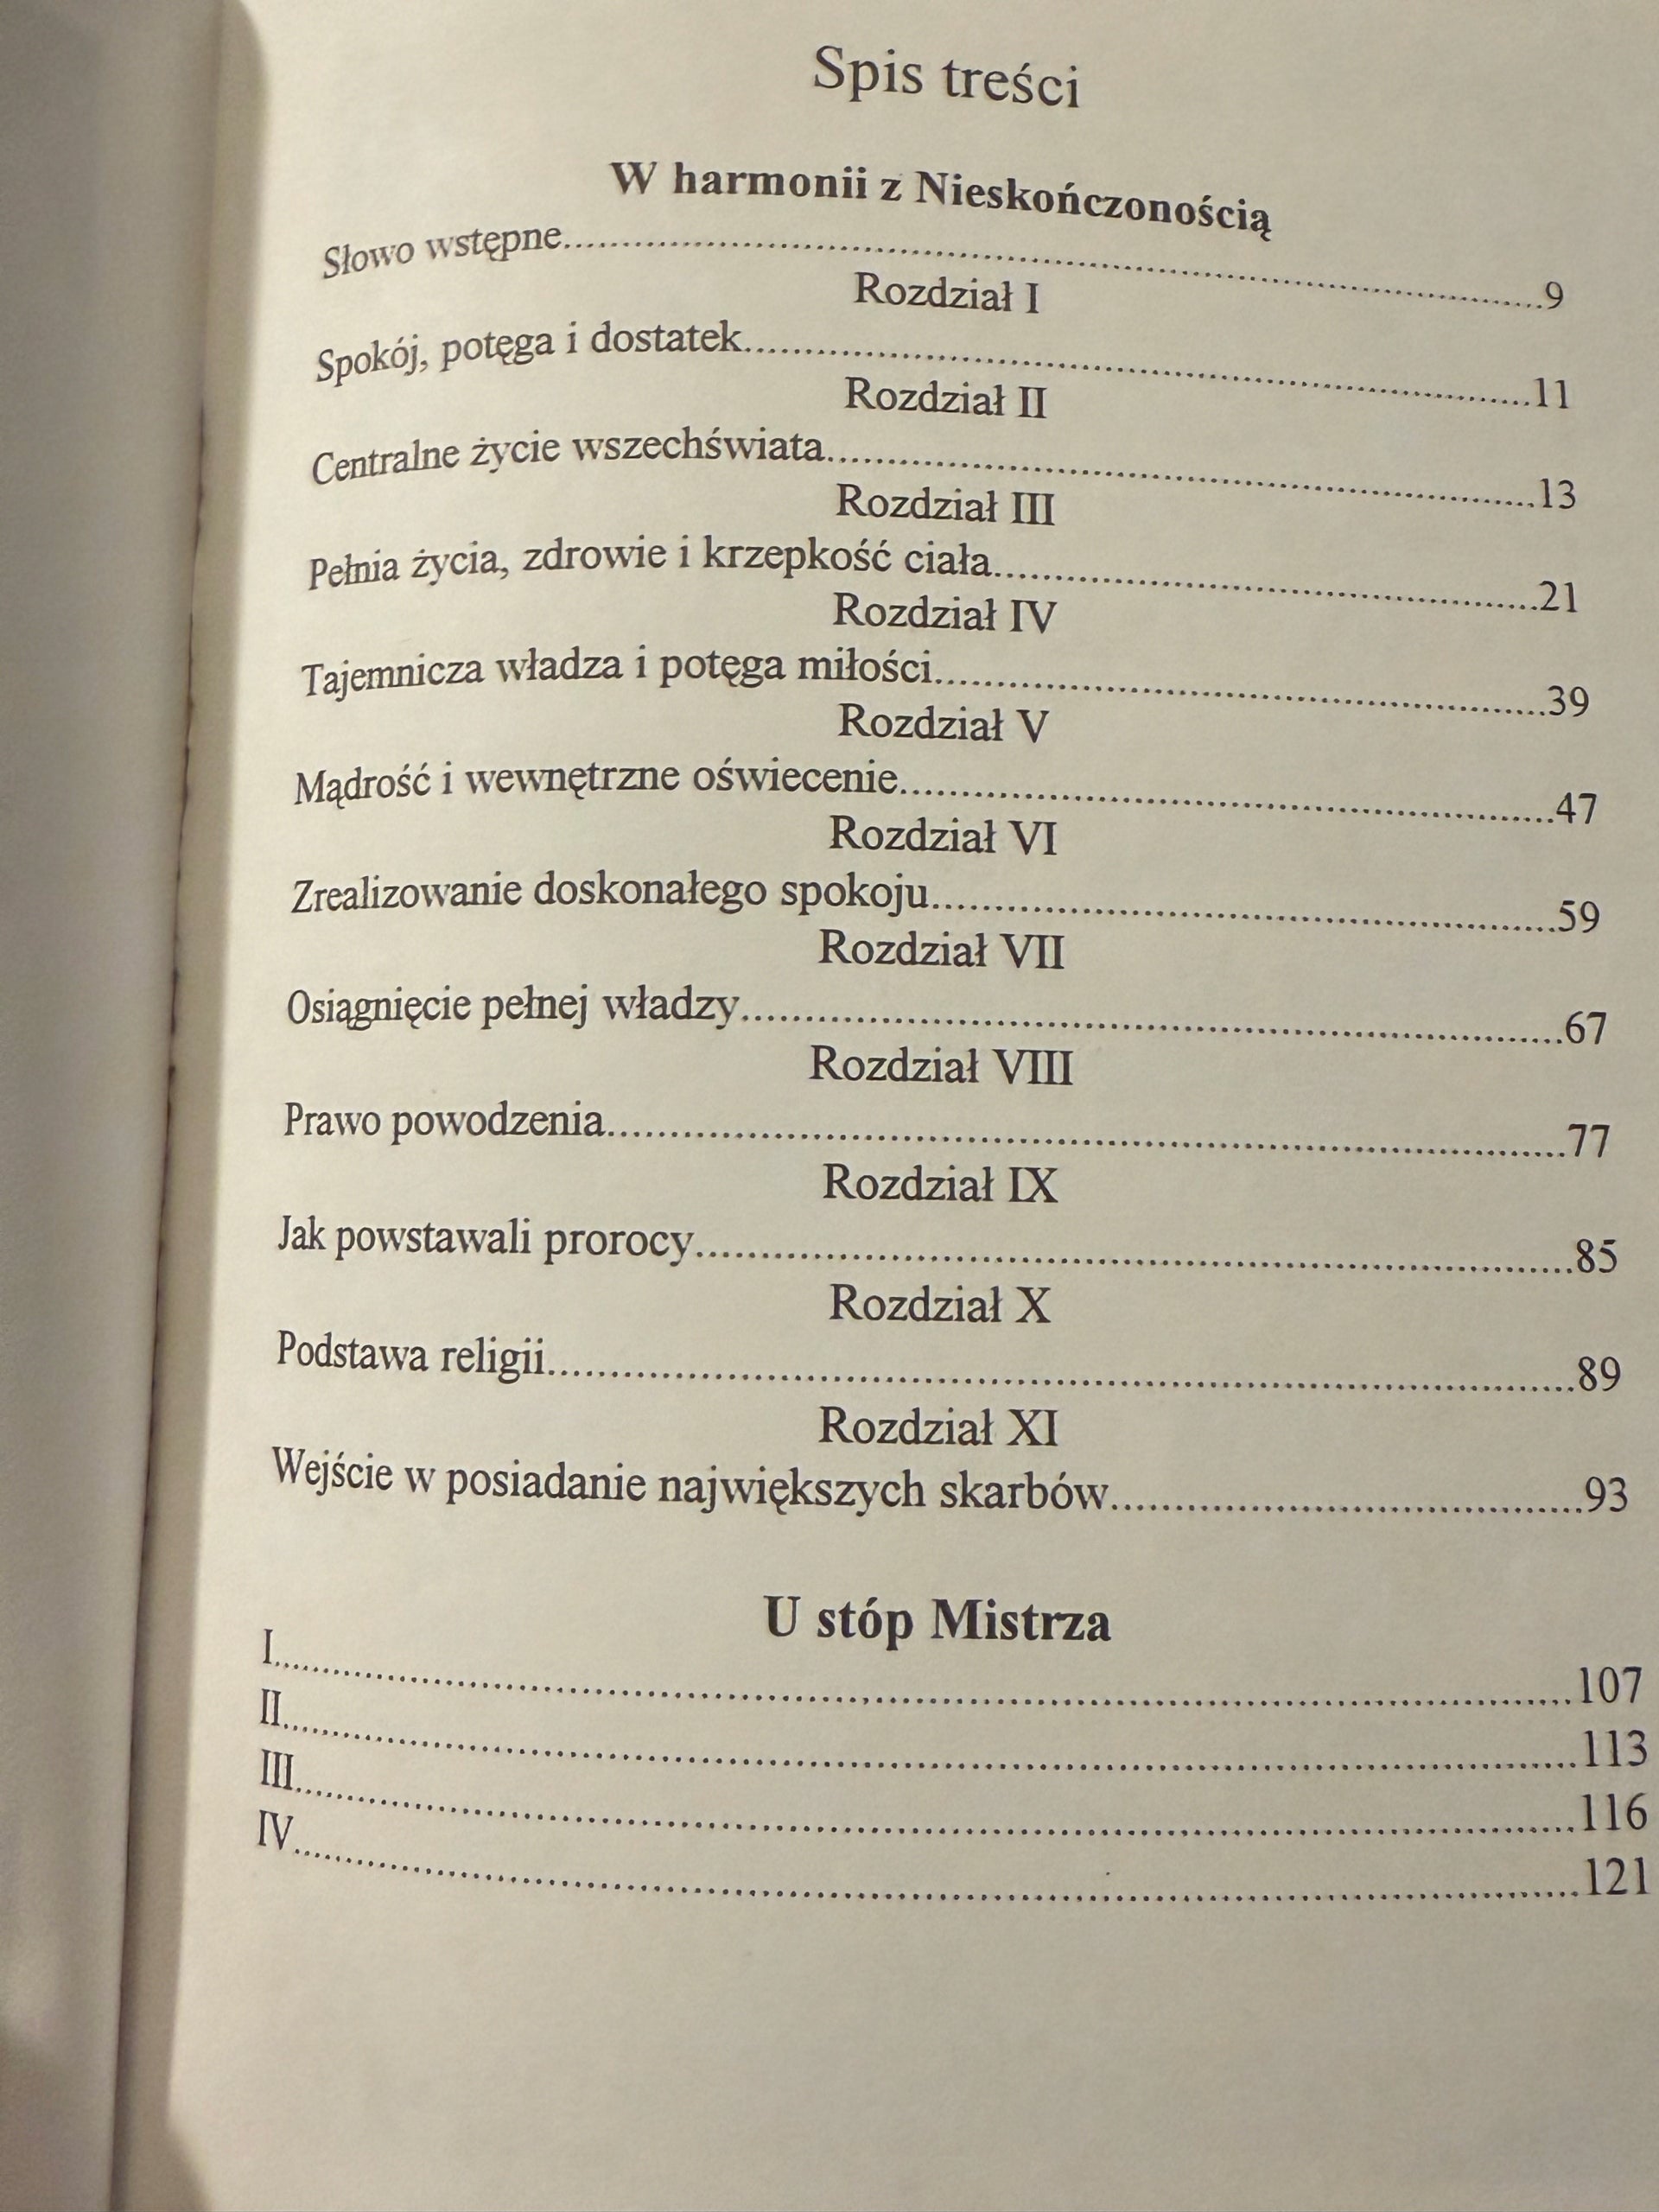 Spis treści
W harmonii z Nieskończonością
Słowo wstępne....................9
Rozdział I
Spokój, potęga i dostatek....................11
Rozdział II
Centralne życie wszechświata....................13
Rozdział III
Pełnia życia, zdrowie i krzepkość ciała....................21
Rozdział IV
Tajemnicza władza i potęga miłości....................39
Rozdział V
Mądrość i wewnętrzne oświecenie....................47
Rozdział VI
Zrealizowanie doskonałego spokoju....................59
Rozdział VII
Osiągnięcie pełnej władzy....................67
Rozdział VIII
Prawo powodzenia....................77
Rozdział IX
Jak powstawali prorocy....................85
Rozdział X
Podstawa religii....................89
Rozdział XI
Wejście w posiadanie największych skarbów....................93
U stóp Mistrza
I....................107
II....................113
III....................116
IV....................121